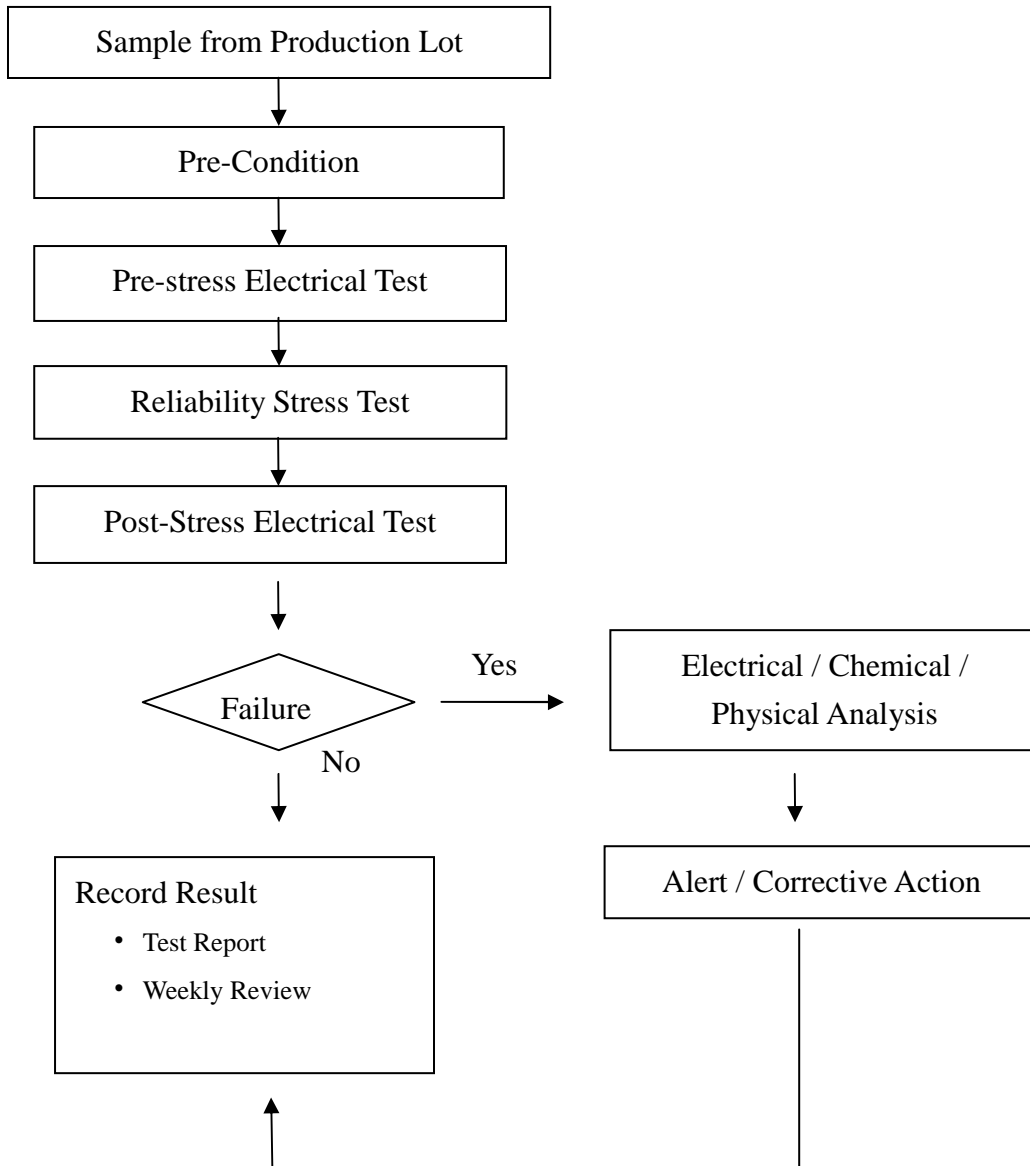 Sample from Production Lot
Pre-Condition
Pre-stress Electrical Test
Reliability Stress Test
Post-Stress Electrical Test
Failure
Yes
No
Electrical / Chemical /
Physical Analysis
Alert / Corrective Action
Record Result
• Test Report
• Weekly Review